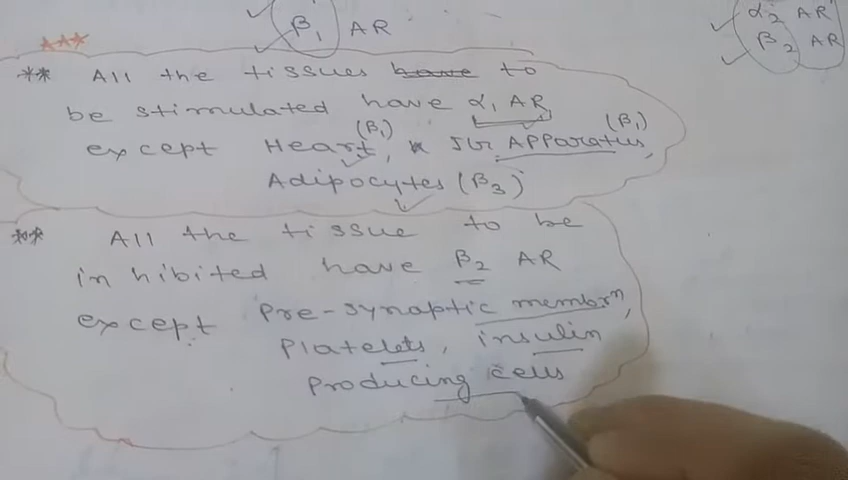 β₁ AR
α₂ AR
β₂ AR
** All the tissues have to
be stimulated have α₁ AR
except Heart (β₁), JG Apparatus (β₁),
Adipocytes (β₃)
** All the tissue to be
inhibited have β₂ AR
except Pre-synaptic membrⁿ,
Platelets, insulin
Producing cells